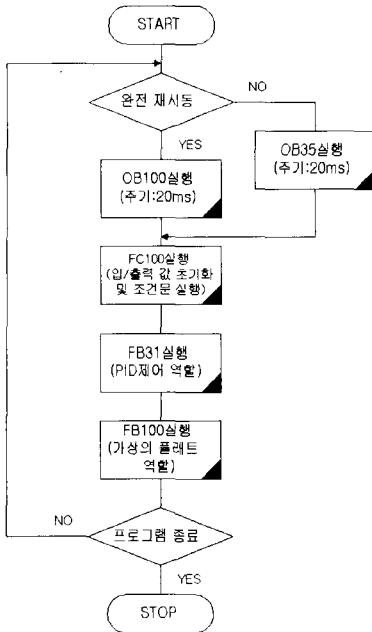 START
완전 재시동
NO
YES
OB100실행
(주기:20ms)
OB35실행
(주기:20ms)
FC100실행
(입/출력 값 초기화
및 조건문 실행)
FB31실행
(PID제어 역할)
FB100실행
(가상의 플래트
역할)
NO
프로그램 종료
YES
STOP